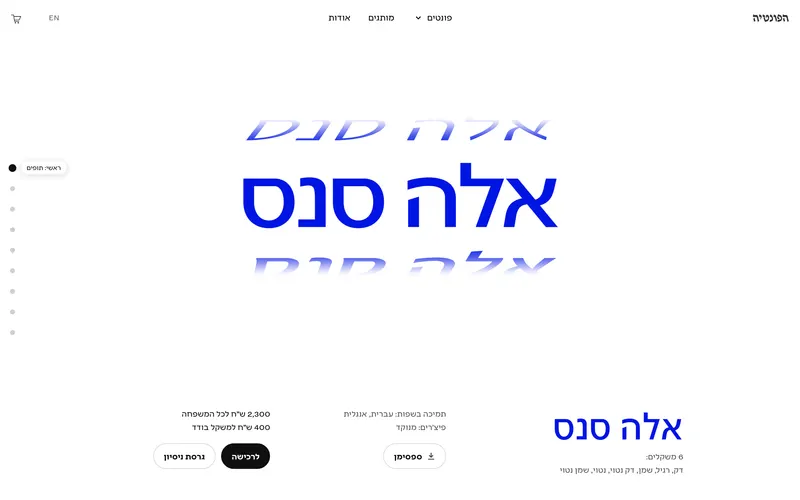 הפונטיה
פונטים
מותגים
אודות
EN
אלה סנס
אלה סנס
אלה סנס
ראשי: תופים
אלה סנס
6 משקלים:
דק, רגיל, שמן, דק נטוי, נטוי, שמן נטוי
תמיכה בשפות: עברית, אנגלית
פיצ'רים: מנוקד
ספסימן
2,300 ש"ח לכל המשפחה
400 ש"ח למשקל בודד
לרכישה
גרסת ניסיון